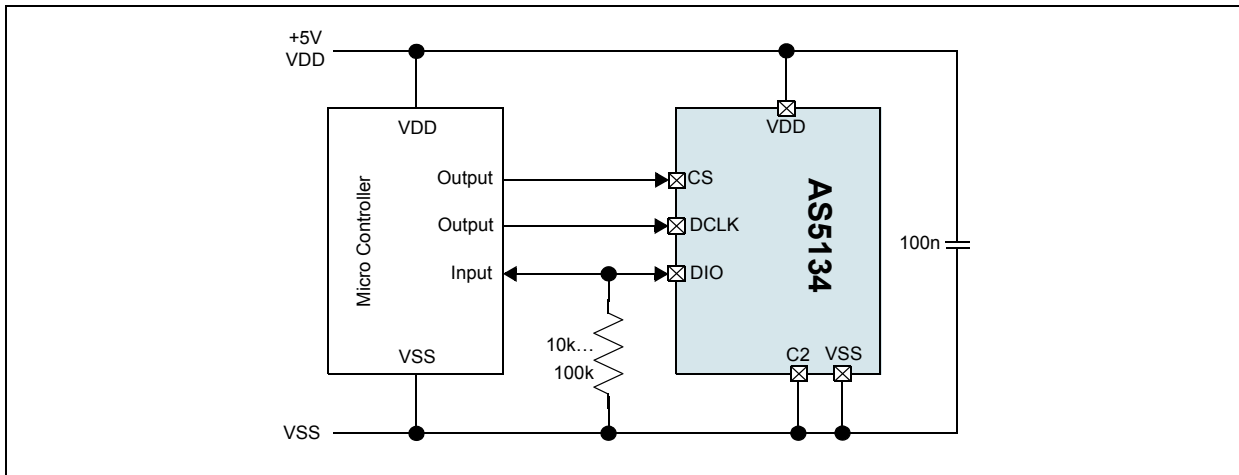 +5V
VDD
VDD
VDD
Micro Controller
Output
CS
Output
DCLK
Input
DIO
AS5134
100n
10k...
100k
VSS
C2 VSS
VSS